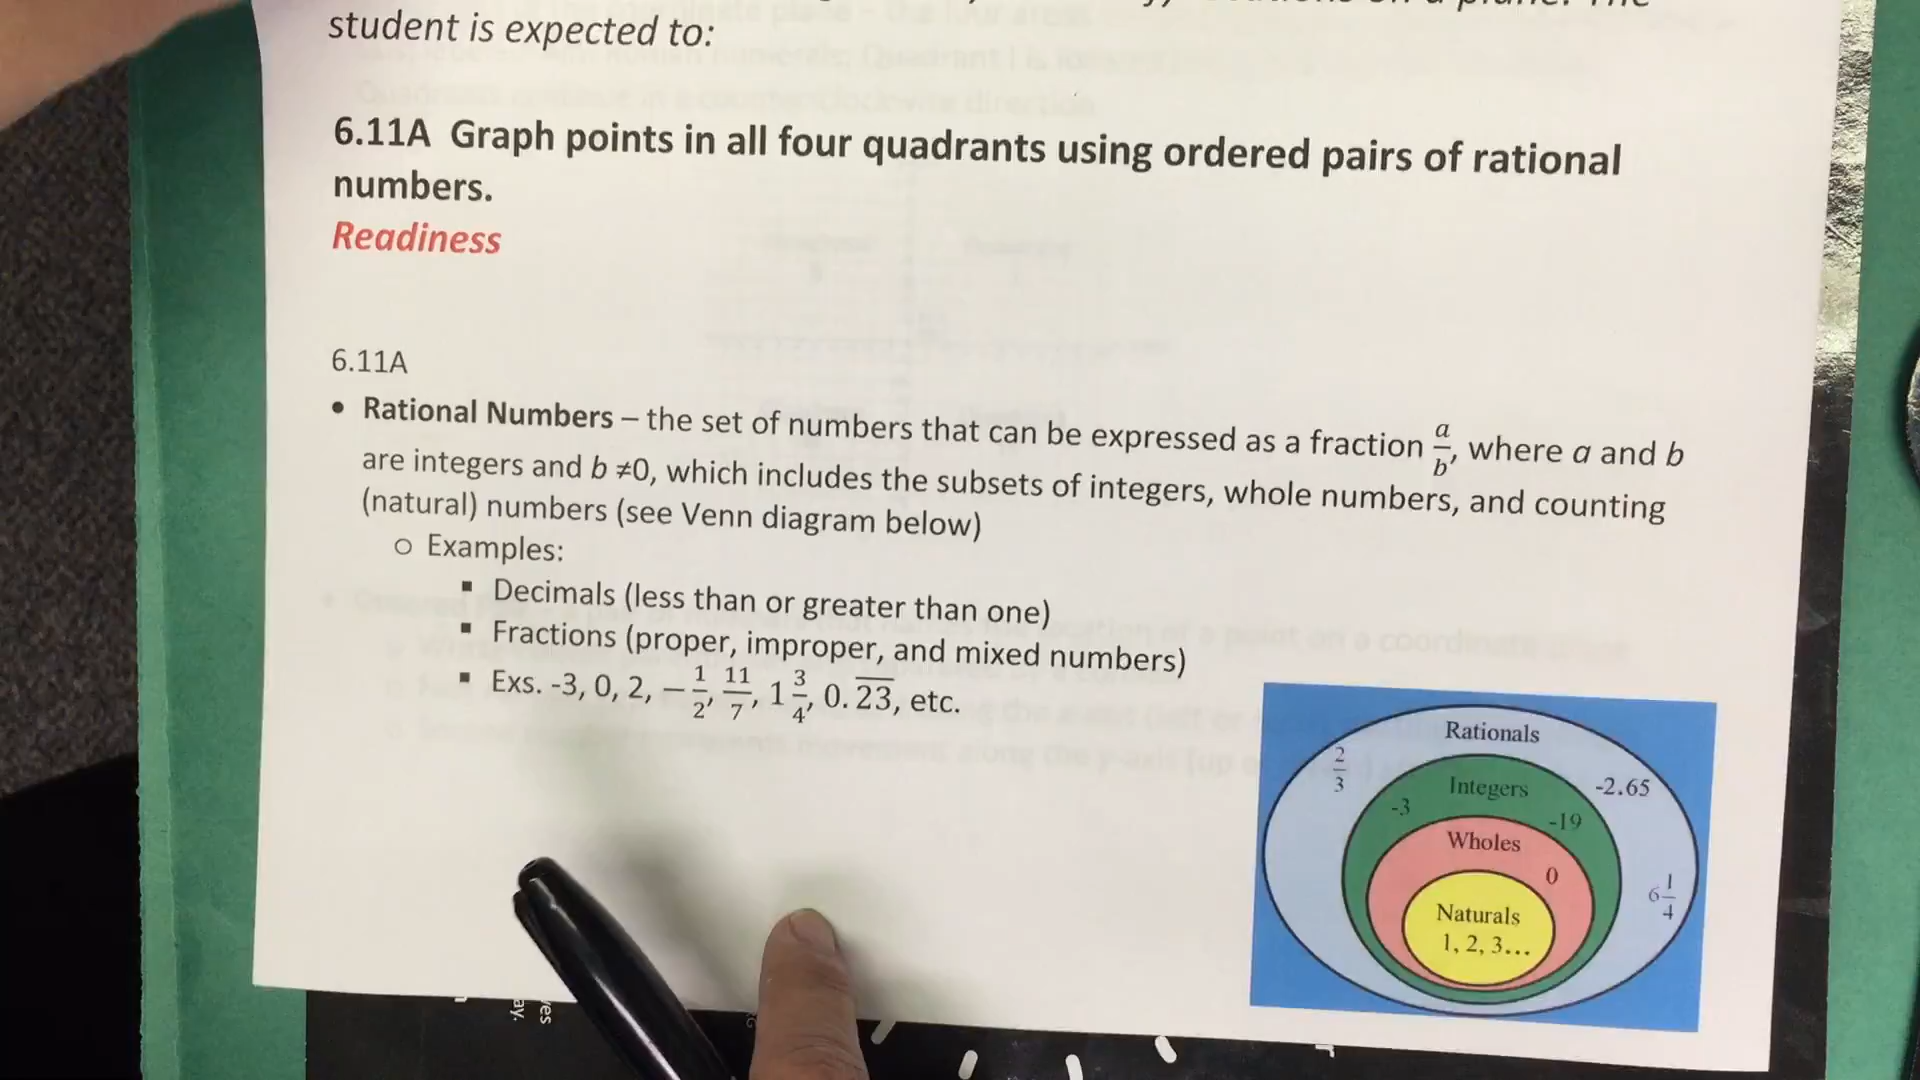 student is expected to:
6.11A Graph points in all four quadrants using ordered pairs of rational
numbers.
Readiness
6.11A
• Rational Numbers – the set of numbers that can be expressed as a fraction a/b, where a and b
are integers and b ≠0, which includes the subsets of integers, whole numbers, and counting
(natural) numbers (see Venn diagram below)
o Examples:
▪ Decimals (less than or greater than one)
▪ Fractions (proper, improper, and mixed numbers)
▪ Exs. -3, 0, 2, −1/2, 11/7, 1 3/4, 0.2̅3̅, etc.
Rationals
2/3
-2.65
Integers
-3
-19
Wholes
0
6 1/4
Naturals
1, 2, 3...
ay.